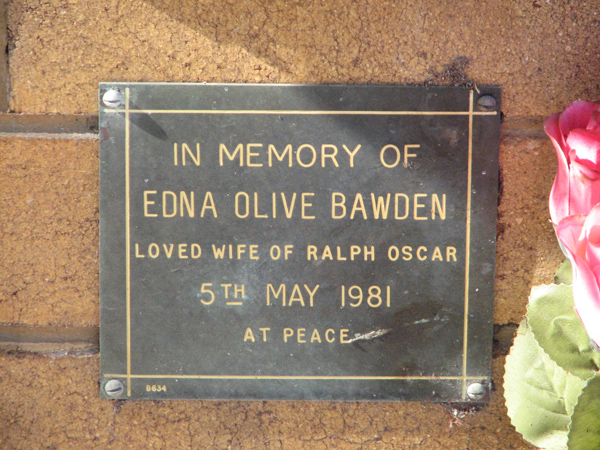 IN MEMORY OF
EDNA OLIVE BAWDEN
LOVED WIFE OF RALPH OSCAR
5TH MAY 1981
AT PEACE
B634